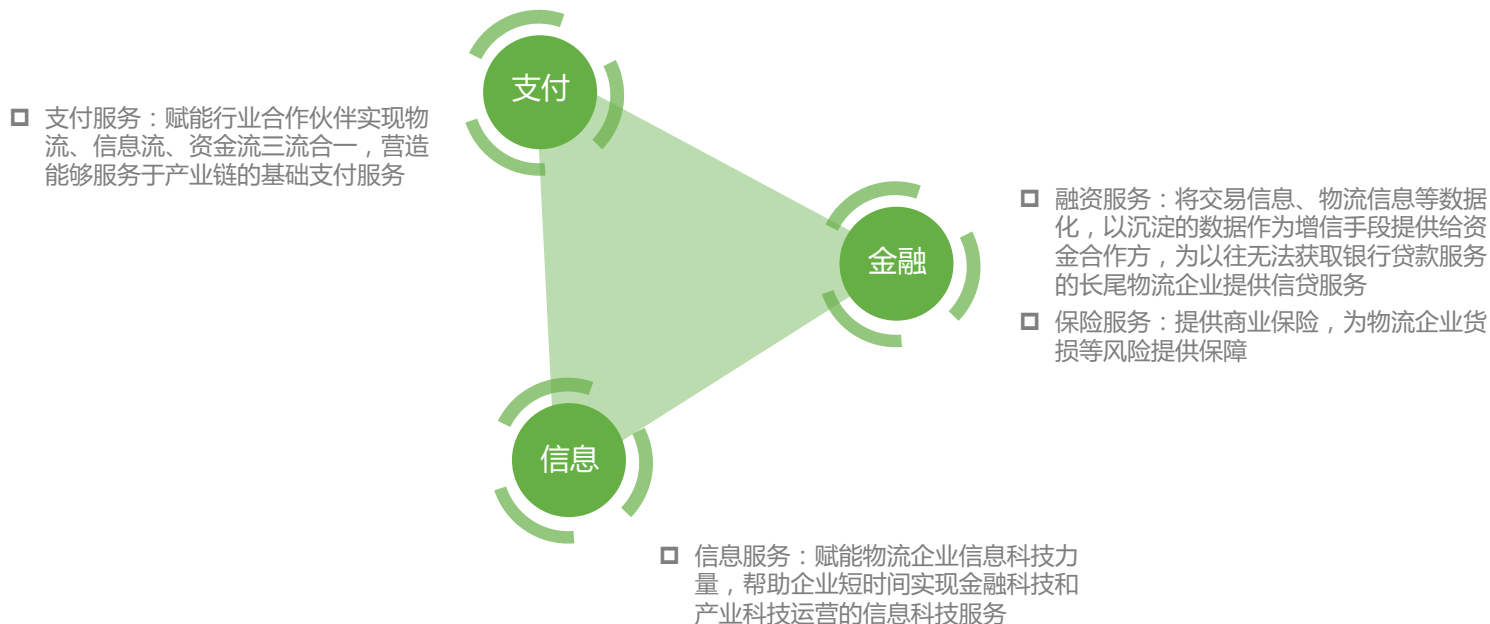 支付
支付服务：赋能行业合作伙伴实现物
流、信息流、资金流三流合一，营造
能够服务于产业链的基础支付服务
金融
融资服务：将交易信息、物流信息等数据
化，以沉淀的数据作为增信手段提供给资
金合作方，为以往无法获取银行贷款服务
的长尾物流企业提供信贷服务
保险服务：提供商业保险，为物流企业货
损等风险提供保障
信息
信息服务：赋能物流企业信息科技力
量，帮助企业短时间实现金融科技和
产业科技运营的信息科技服务